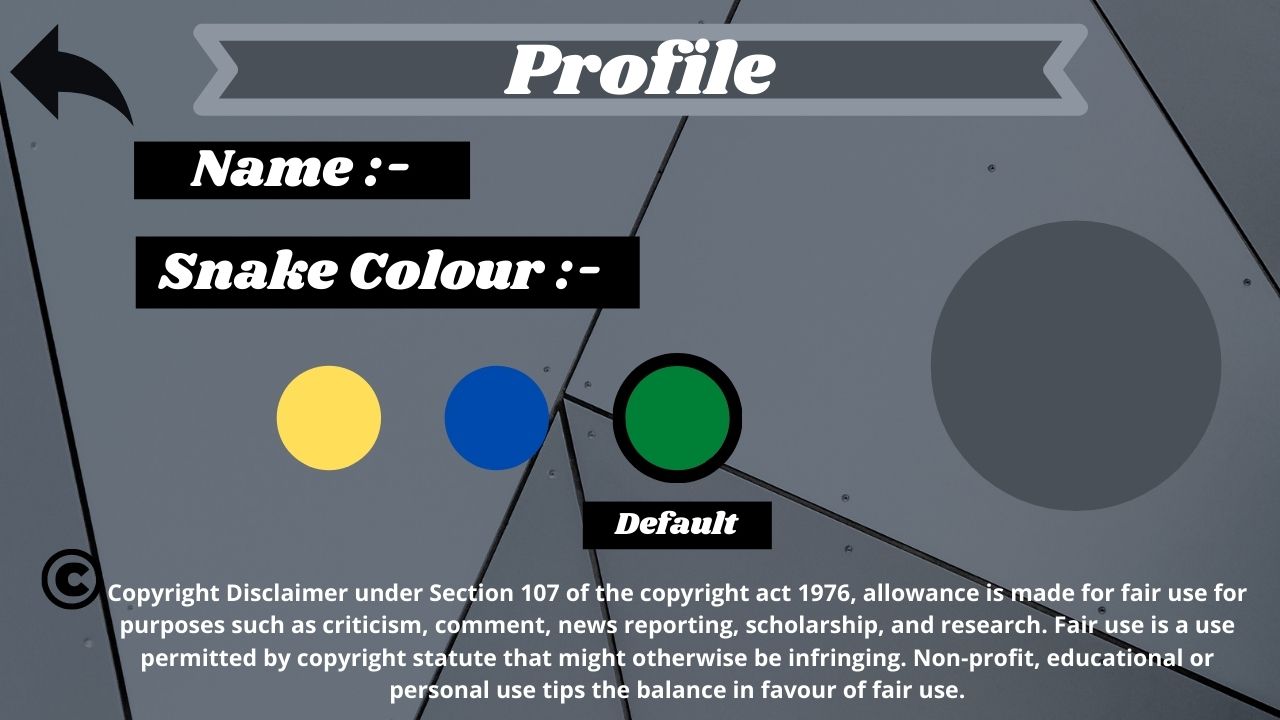 Profile
Name :-
Snake Colour :-
Default
© Copyright Disclaimer under Section 107 of the copyright act 1976, allowance is made for fair use for
purposes such as criticism, comment, news reporting, scholarship, and research. Fair use is a use
permitted by copyright statute that might otherwise be infringing. Non-profit, educational or
personal use tips the balance in favour of fair use.